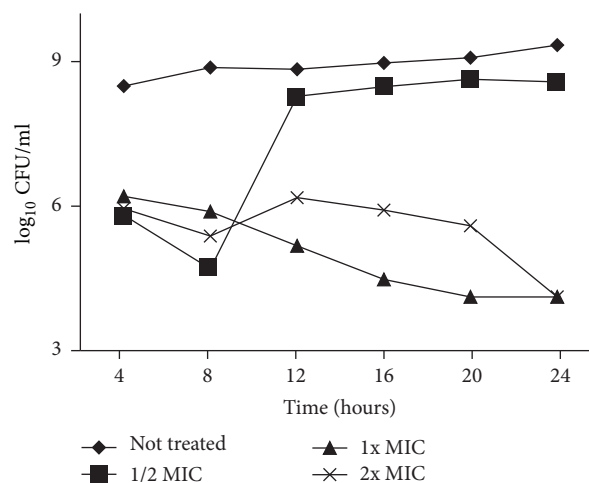 9
6
3
log₁₀ CFU/ml
4 8 12 16 20 24
Time (hours)
Not treated
1/2 MIC
1x MIC
2x MIC